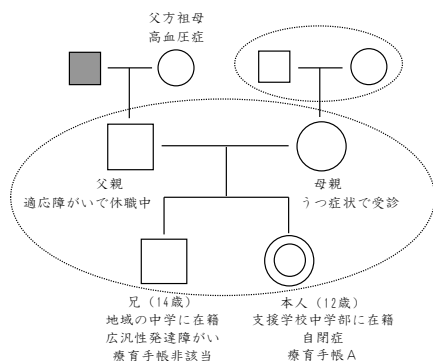 父方祖母
高血圧症
父親
適応障がいで休職中
母親
うつ症状で受診
兄（14歳）
地域の中学に在籍
広汎性発達障がい
療育手帳非該当
本人（12歳）
支援学校中学部に在籍
自閉症
療育手帳A